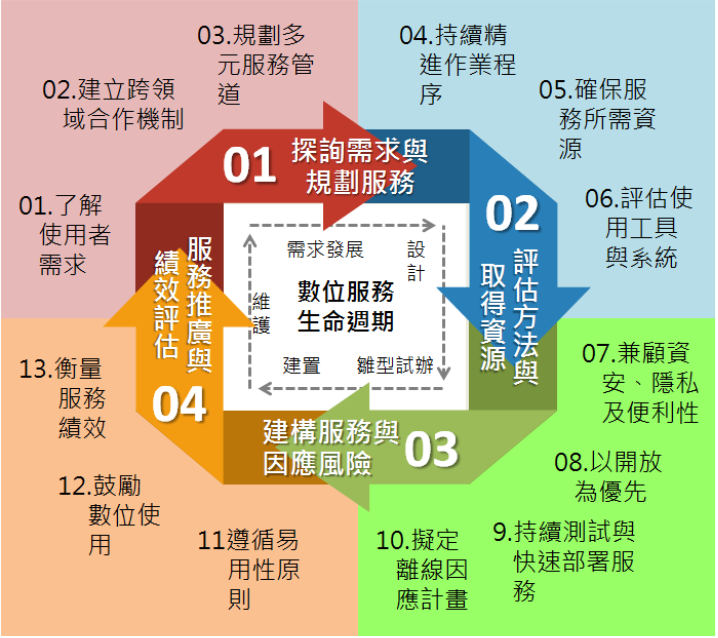 03.規劃多
元服務管
道
02.建立跨領
域合作機制
01.了解
使用者
需求
04.持續精
進作業程
序
05.確保服
務所需資
源
06.評估使
用工具
與系統
01
探詢需求與
規劃服務
02
評估方法與
取得資源
03
建構服務與
因應風險
04
服務推廣與
績效評估
需求發展
設
計
數位服務
生命週期
維
護
建置
雛型試辦
07.兼顧資
安、隱私
及便利性
08.以開放
為優先
9.持續測試與
快速部署服
務
10.擬定
離線因
應計畫
11遵循易
用性原
則
12.鼓勵
數位使
用
13.衡量
服務
績效